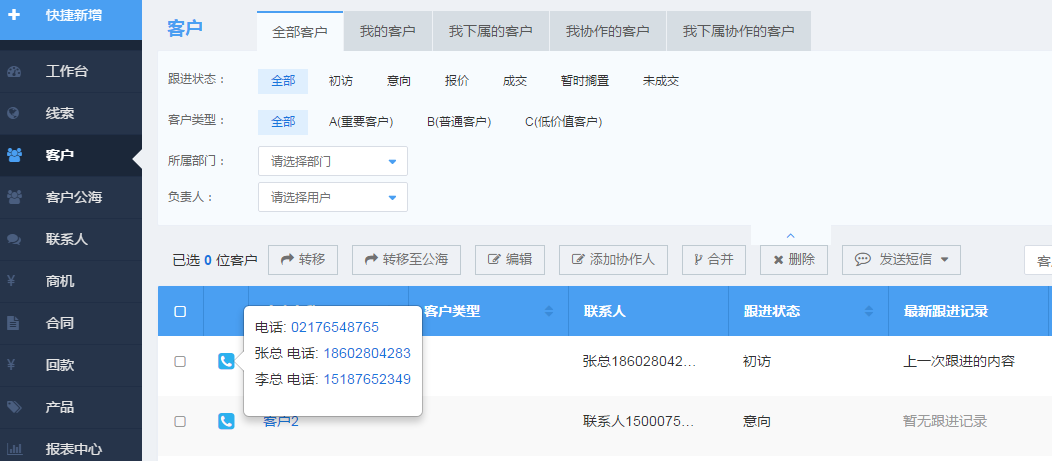 快捷新增
工作台
线索
客户
客户公海
联系人
商机
合同
回款
产品
报表中心
客户 全部客户 我的客户 我下属的客户 我协作的客户 我下属协作的客户
跟进状态： 全部 初访 意向 报价 成交 暂时搁置 未成交
客户类型： 全部 A(重要客户) B(普通客户) C(低价值客户)
所属部门： 请选择部门
负责人： 请选择用户
已选 0 位客户 转移 转移至公海 编辑 添加协作人 合并 删除 发送短信 客
客户类型 联系人 跟进状态 最新跟进记录
电话: 02176548765
张总 电话: 18602804283
李总 电话: 15187652349
张总186028042... 初访 上一次跟进的内容
客户2 联系人1500075... 意向 暂无跟进记录